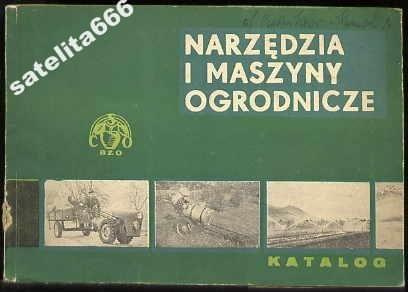 satelita666
NARZĘDZIA
I MASZYNY
OGRODNICZE
BZO
KATALOG